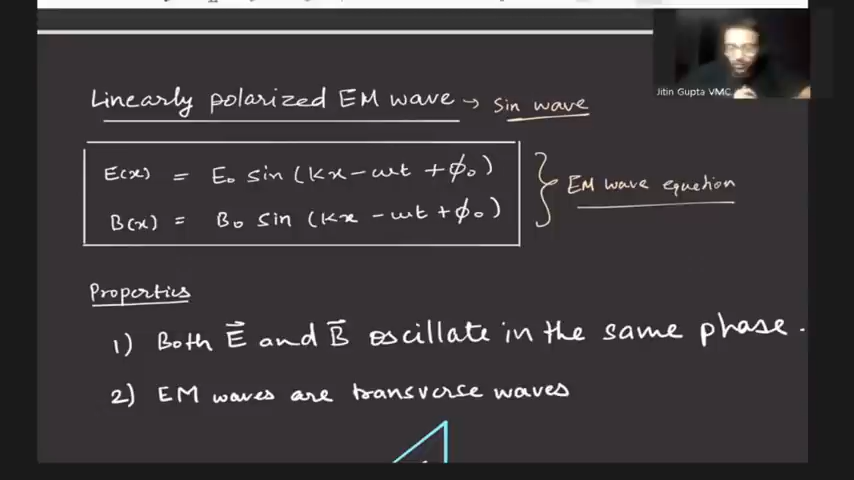 Jitin Gupta VMC
Linearly polarized EM wave → Sin wave
E(x) = E₀ sin (kx - ωt + ϕ₀)
B(x) = B₀ sin (kx - ωt + ϕ₀)
EM wave equetion
Properties
1) Both E⃗ and B⃗ oscillate in the same phase.
2) EM waves are transverse waves